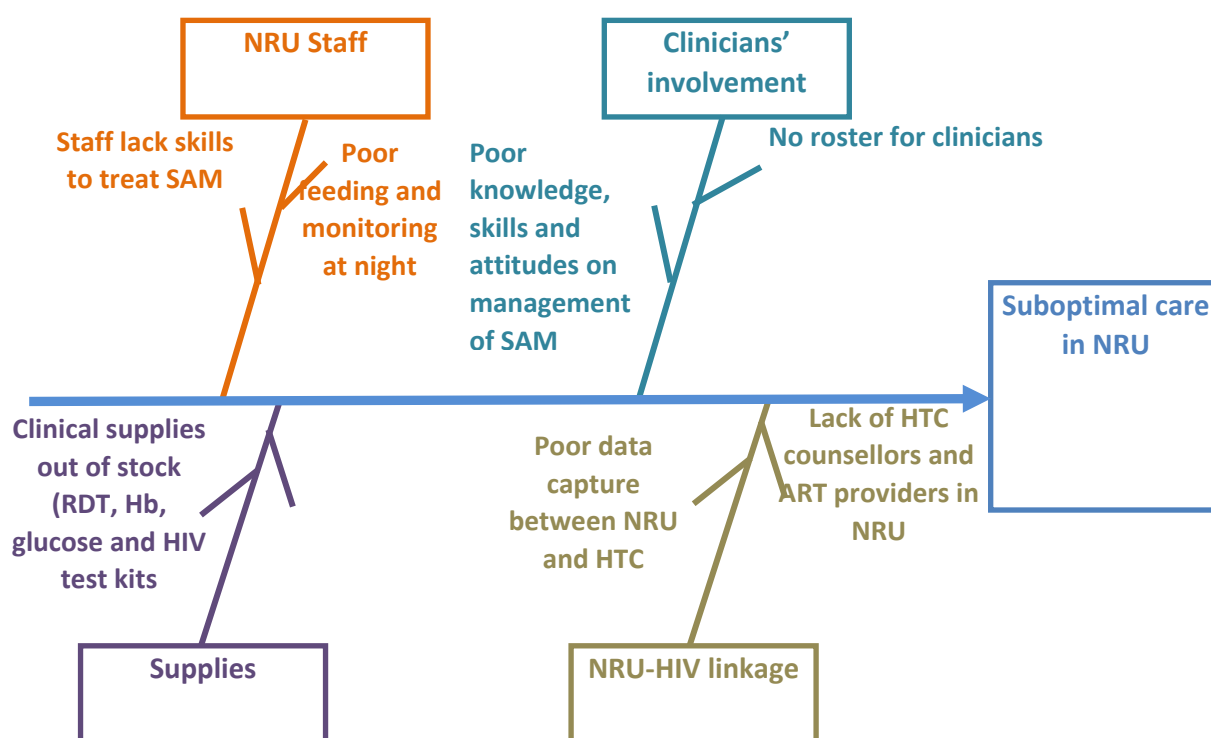 NRU Staff
Clinicians’
involvement
Staff lack skills
to treat SAM
Poor
feeding and
monitoring
at night
Poor
knowledge,
skills and
attitudes on
management
of SAM
No roster for clinicians
Suboptimal care
in NRU
Clinical supplies
out of stock
(RDT, Hb,
glucose and HIV
test kits
Poor data
capture
between NRU
and HTC
Lack of HTC
counsellors and
ART providers in
NRU
Supplies
NRU-HIV linkage